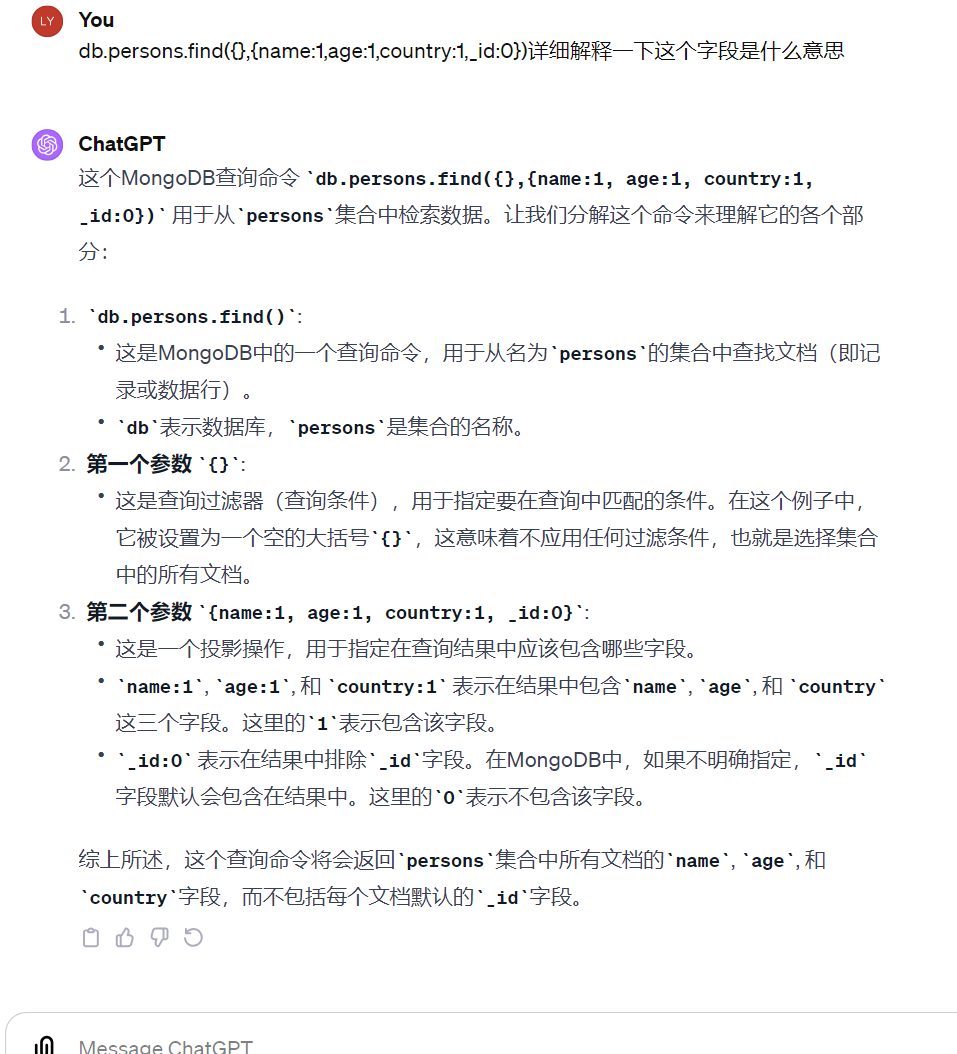 LY
You
db.persons.find({},{name:1,age:1,country:1,_id:0})详细解释一下这个字段是什么意思
ChatGPT
这个MongoDB查询命令 `db.persons.find({},{name:1, age:1, country:1,
_id:0})` 用于从`persons`集合中检索数据。让我们分解这个命令来理解它的各个部
分：
1. `db.persons.find()`:
• 这是MongoDB中的一个查询命令，用于从名为`persons`的集合中查找文档（即记
录或数据行）。
• `db`表示数据库，`persons`是集合的名称。
2. 第一个参数 `{}`:
• 这是查询过滤器（查询条件），用于指定要在查询中匹配的条件。在这个例子中，
它被设置为一个空的大括号`{}`，这意味着不应用任何过滤条件，也就是选择集合
中的所有文档。
3. 第二个参数 `{name:1, age:1, country:1, _id:0}`:
• 这是一个投影操作，用于指定在查询结果中应该包含哪些字段。
• `name:1`, `age:1`, 和 `country:1` 表示在结果中包含`name`, `age`, 和 `country`
这三个字段。这里的`1`表示包含该字段。
• `_id:0` 表示在结果中排除`_id`字段。在MongoDB中，如果不明确指定，`_id`
字段默认会包含在结果中。这里的`0`表示不包含该字段。
综上所述，这个查询命令将会返回`persons`集合中所有文档的`name`, `age`, 和
`country`字段，而不包括每个文档默认的`_id`字段。
Message ChatGPT